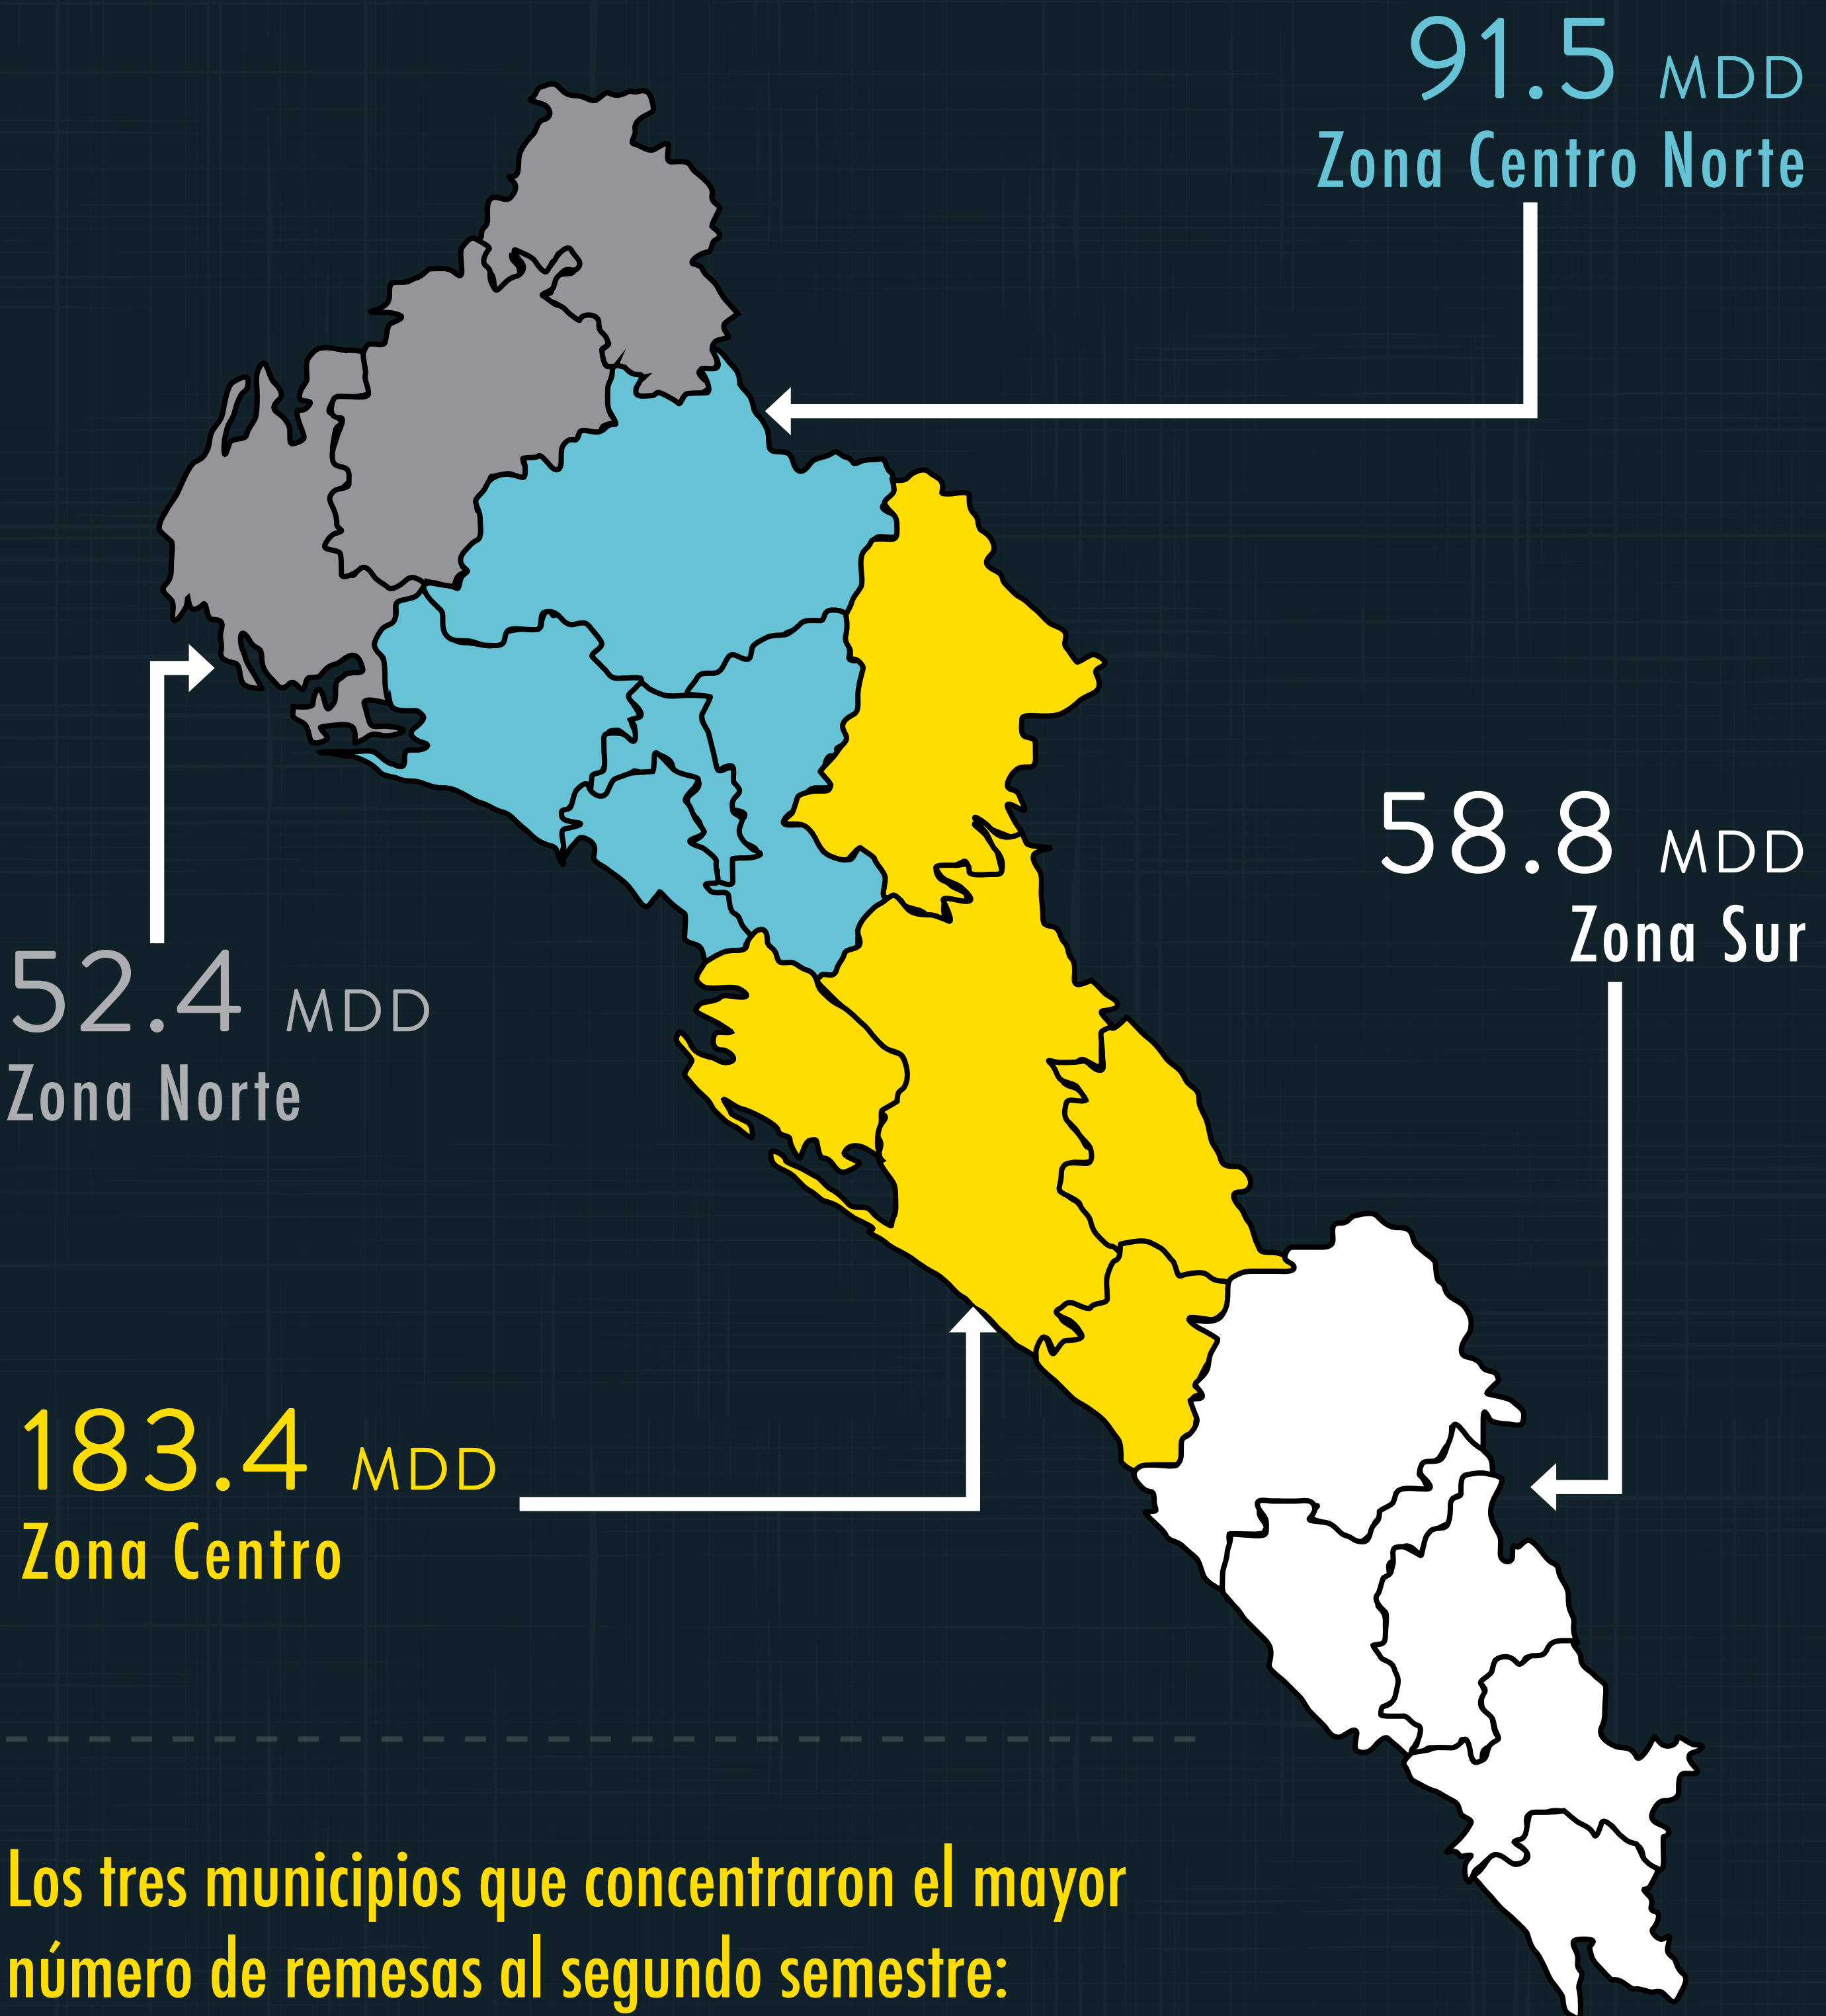 91.5 MDD
Zona Centro Norte
58.8 MDD
Zona Sur
52.4 MDD
Zona Norte
183.4 MDD
Zona Centro
Los tres municipios que concentraron el mayor
número de remesas al segundo semestre: